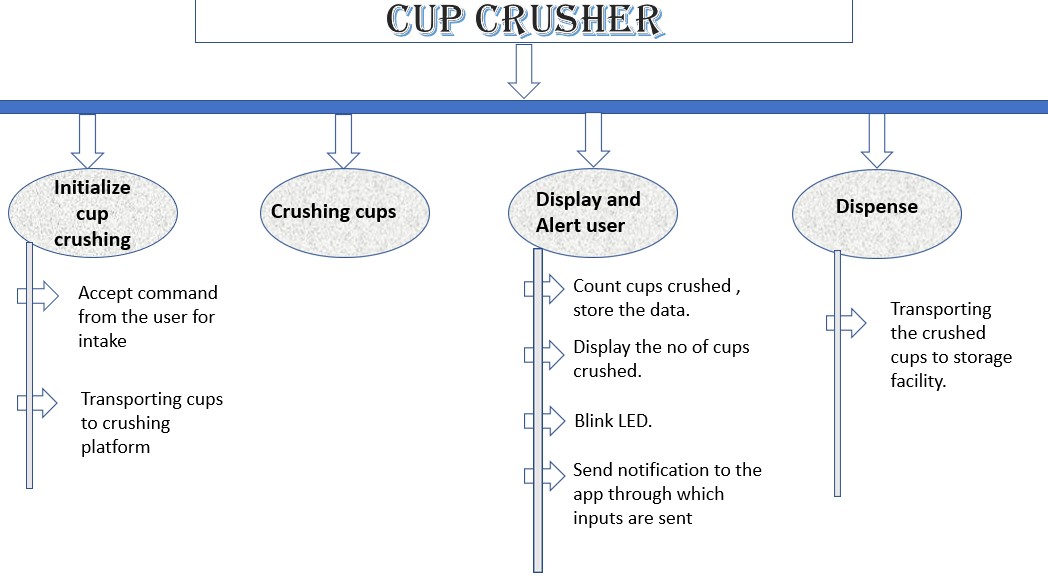 CUP CRUSHER
Initialize
cup
crushing
Accept command
from the user for
intake
Transporting cups
to crushing
platform
Crushing cups
Display and
Alert user
Count cups crushed ,
store the data.
Display the no of cups
crushed.
Blink LED.
Send notification to the
app through which
inputs are sent
Dispense
Transporting
the crushed
cups to storage
facility.